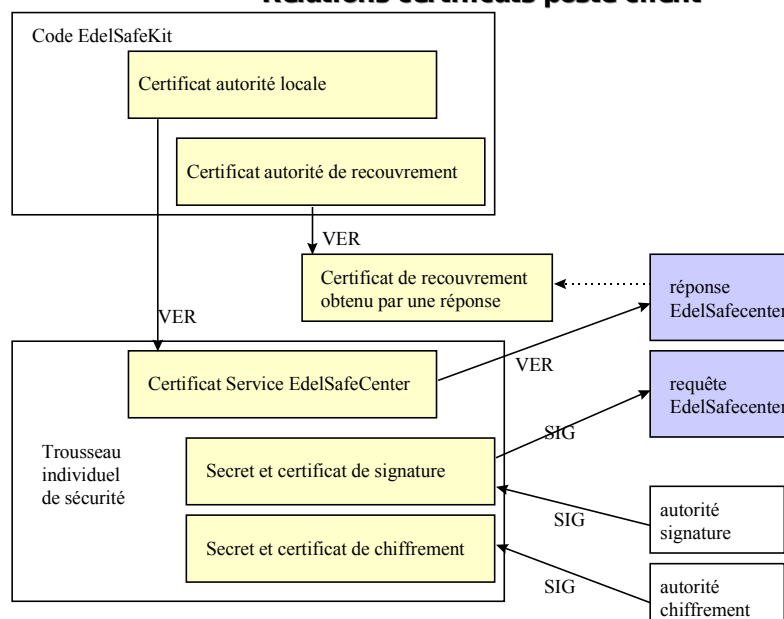 Relations certificats poste client
Code EdelSafeKit
Certificat autorité locale
Certificat autorité de recouvrement
VER
Certificat de recouvrement
obtenu par une réponse
réponse
EdelSafecenter
VER
Certificat Service EdelSafeCenter
VER
requête
EdelSafecenter
SIG
Trousseau
individuel
de sécurité
Secret et certificat de signature
SIG
autorité
signature
Secret et certificat de chiffrement
SIG
autorité
chiffrement